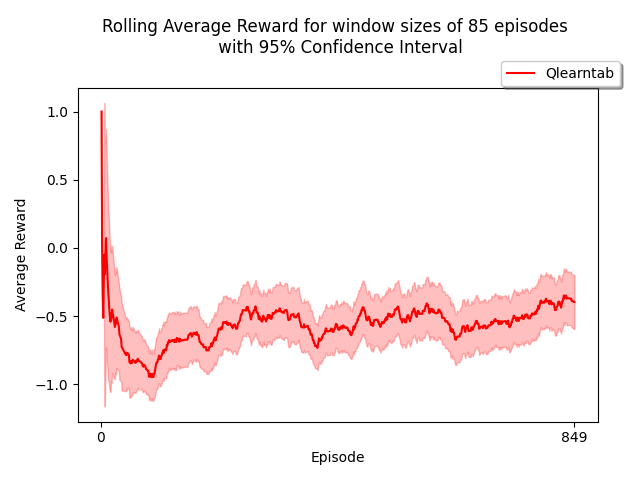 Rolling Average Reward for window sizes of 85 episodes
with 95% Confidence Interval
Qlearntab
1.0
0.5
0.0
−0.5
−1.0
Average Reward
0
849
Episode